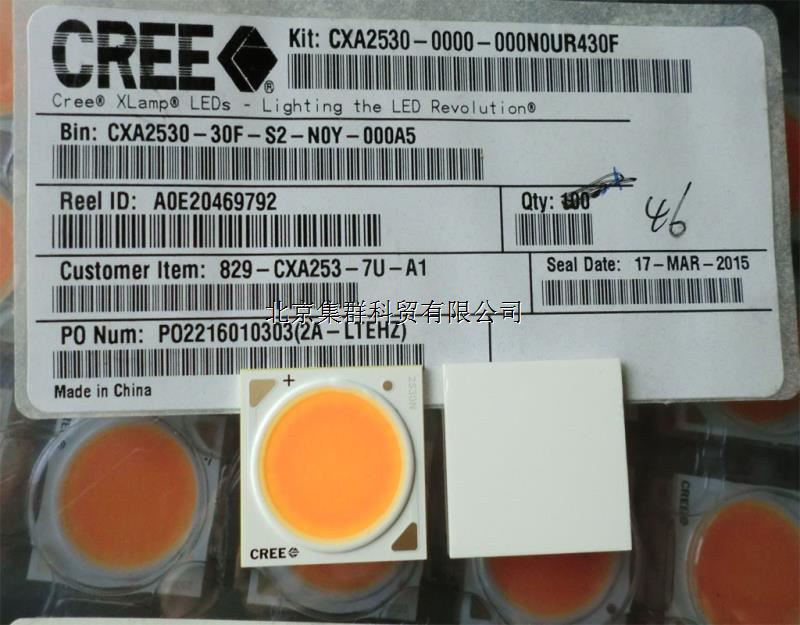 CREE® Kit: CXA2530-0000-000N0UR430F
Cree® XLamp® LEDs - Lighting the LED Revolution®
Bin: CXA2530-30F-S2-N0Y-000A5
Reel ID: A0E20469792
Qty: 100 46
Customer Item: 829-CXA253-7U-A1
Seal Date: 17-MAR-2015
北京集群科贸有限公司
PO Num: PO2216010303(2A-LTEHZ)
Made in China
+
2530N
CREE
CREE